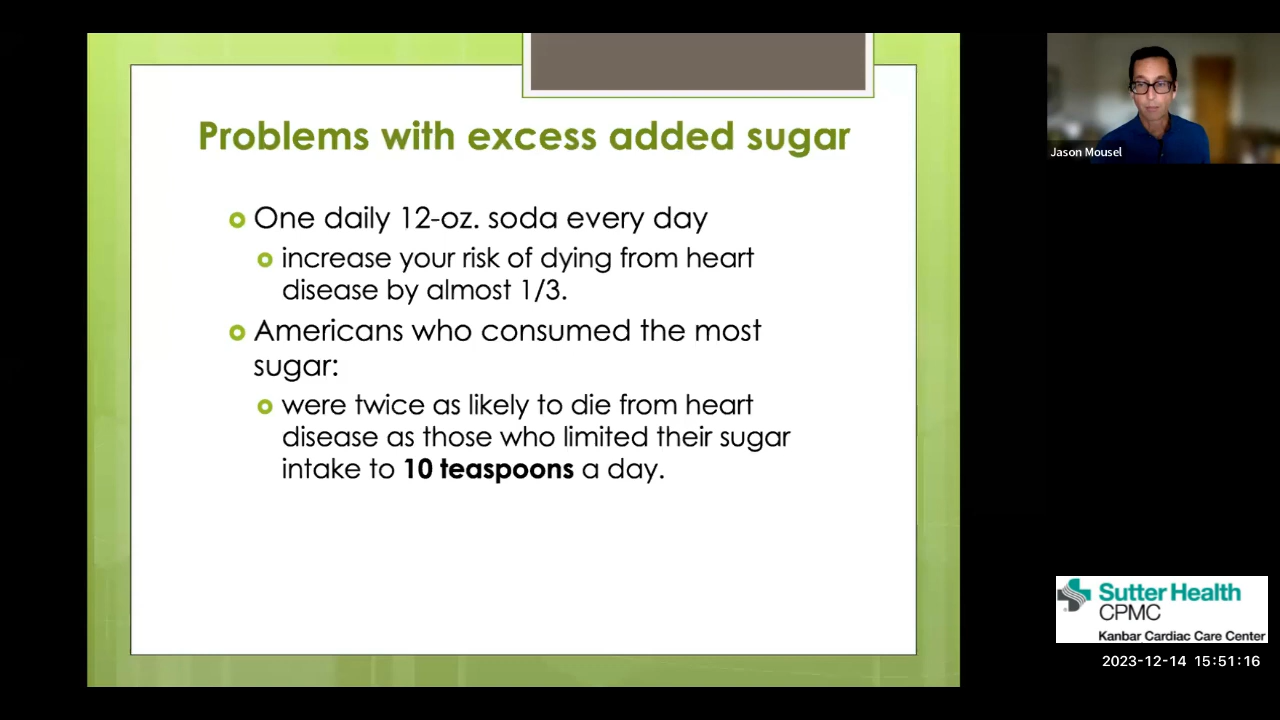 Problems with excess added sugar
One daily 12-oz. soda every day
increase your risk of dying from heart
disease by almost 1/3.
Americans who consumed the most
sugar:
were twice as likely to die from heart
disease as those who limited their sugar
intake to 10 teaspoons a day.
Jason Mousel
Sutter Health
CPMC
Kanbar Cardiac Care Center
2023-12-14 15:51:16